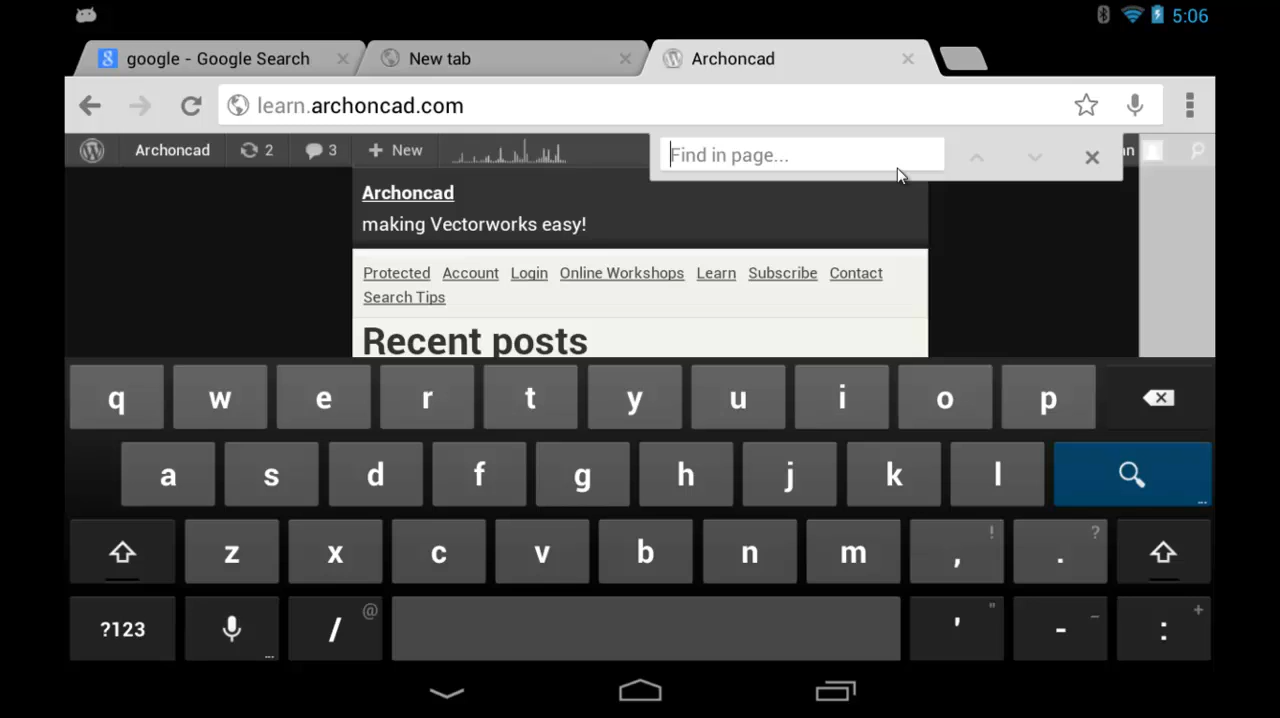 5:06
google - Google Search
New tab
Archoncad
learn.archoncad.com
Archoncad 2 3 + New
Find in page...
Archoncad
making Vectorworks easy!
Protected Account Login Online Workshops Learn Subscribe Contact
Search Tips
Recent posts
q w e r t y u i o p
a s d f g h j k l
z x c v b n m , ! . ?
?123 / @ ' " - _ : +